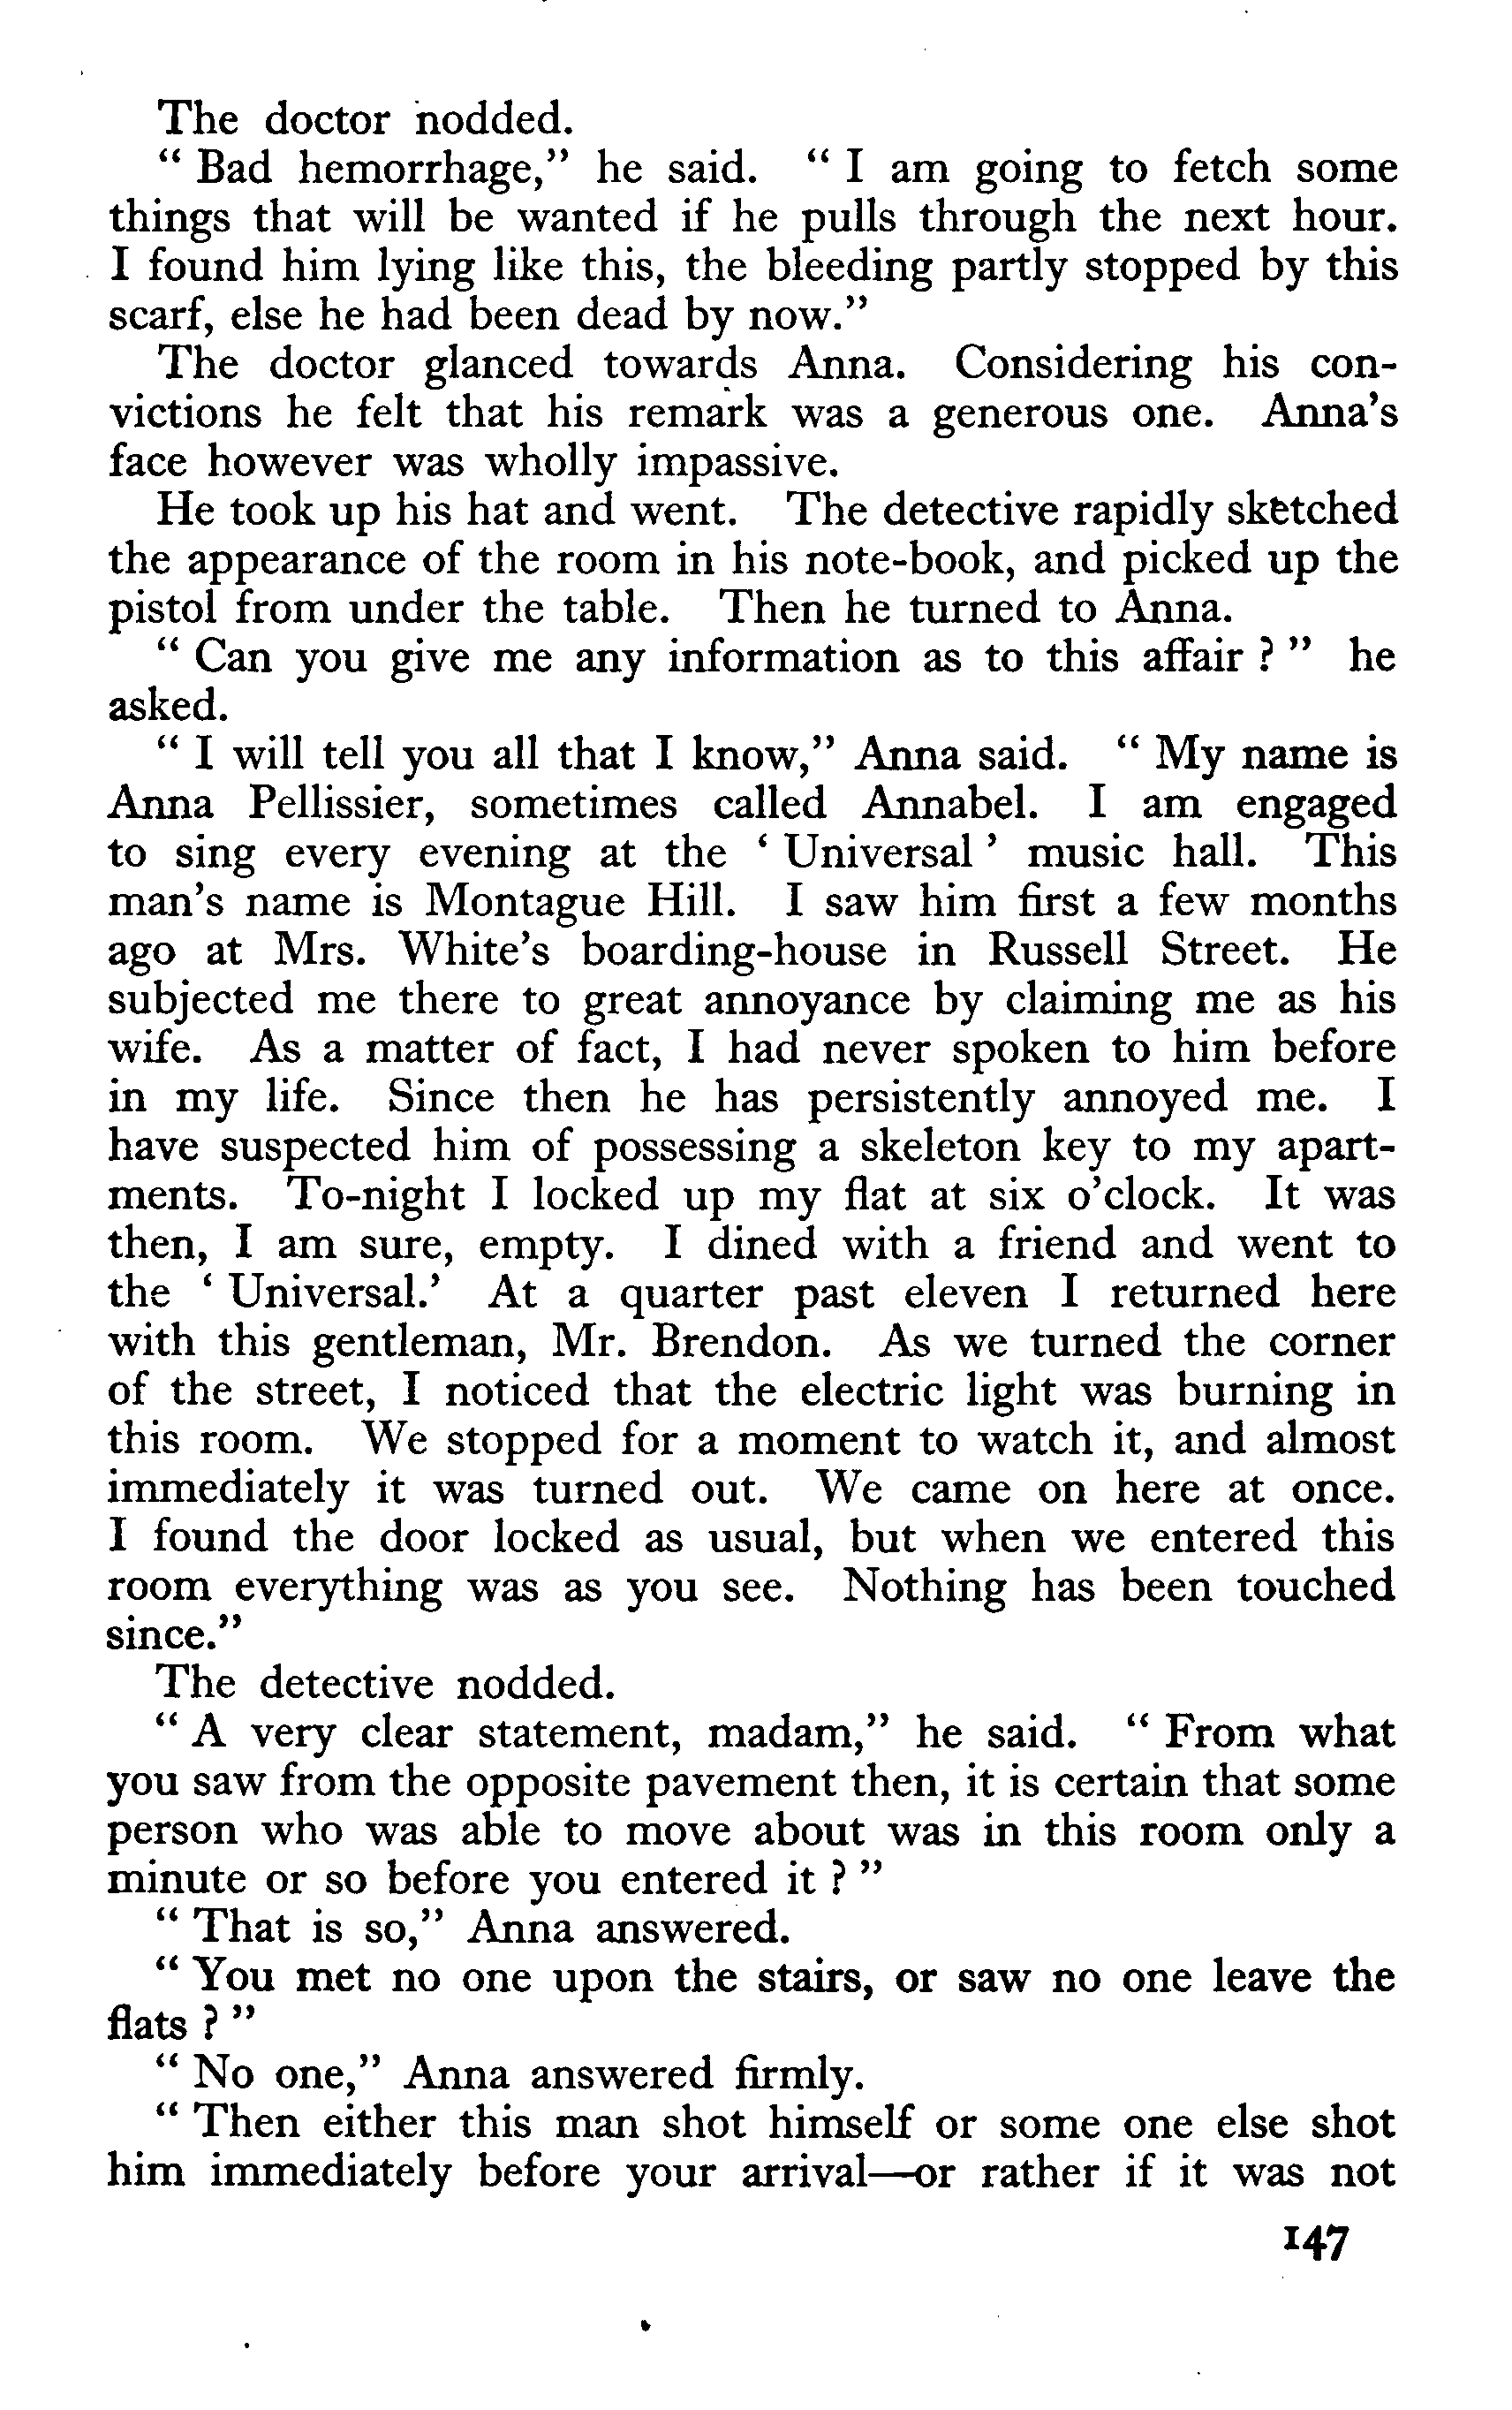 The doctor nodded.
“ Bad hemorrhage,” he said. “ I am going to fetch some
things that will be wanted if he pulls through the next hour.
I found him lying like this, the bleeding partly stopped by this
scarf, else he had been dead by now.”
The doctor glanced towards Anna. Considering his con-
victions he felt that his remark was a generous one. Anna’s
face however was wholly impassive.
He took up his hat and went. The detective rapidly sketched
the appearance of the room in his note-book, and picked up the
pistol from under the table. Then he turned to Anna.
“ Can you give me any information as to this affair ? ” he
asked.
“ I will tell you all that I know,” Anna said. “ My name is
Anna Pellissier, sometimes called Annabel. I am engaged
to sing every evening at the ‘ Universal ’ music hall. This
man’s name is Montague Hill. I saw him first a few months
ago at Mrs. White’s boarding-house in Russell Street. He
subjected me there to great annoyance by claiming me as his
wife. As a matter of fact, I had never spoken to him before
in my life. Since then he has persistently annoyed me. I
have suspected him of possessing a skeleton key to my apart-
ments. To-night I locked up my flat at six o’clock. It was
then, I am sure, empty. I dined with a friend and went to
the ‘ Universal.’ At a quarter past eleven I returned here
with this gentleman, Mr. Brendon. As we turned the corner
of the street, I noticed that the electric light was burning in
this room. We stopped for a moment to watch it, and almost
immediately it was turned out. We came on here at once.
I found the door locked as usual, but when we entered this
room everything was as you see. Nothing has been touched
since.”
The detective nodded.
“ A very clear statement, madam,” he said. “ From what
you saw from the opposite pavement then, it is certain that some
person who was able to move about was in this room only a
minute or so before you entered it ? ”
“ That is so,” Anna answered.
“ You met no one upon the stairs, or saw no one leave the
flats ? ”
“ No one,” Anna answered firmly.
“ Then either this man shot himself or some one else shot
him immediately before your arrival—or rather if it was not
147